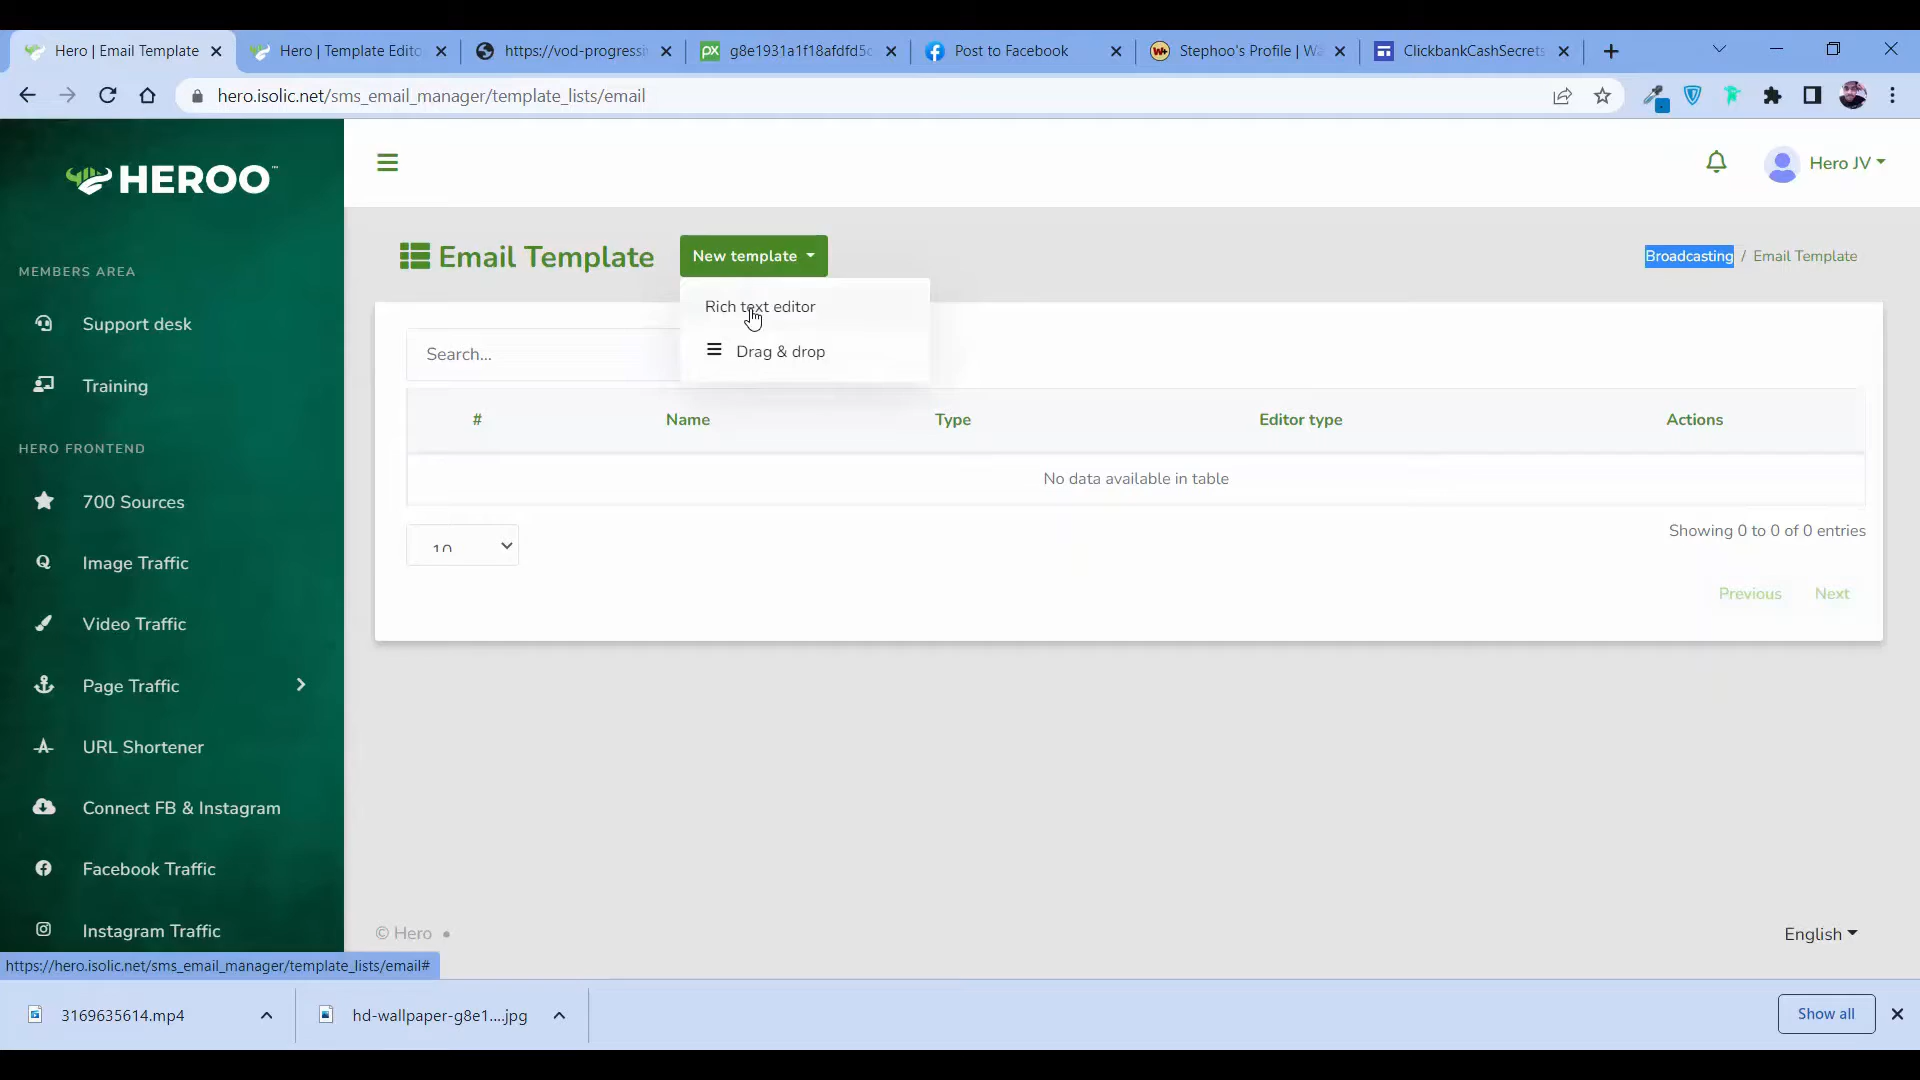 Hero | Email Template
Hero | Template Edito
https://vod-progressi
g8e1931a1f18afdfd5c
Post to Facebook
Stephoo's Profile | W
ClickbankCashSecrets
hero.isolic.net/sms_email_manager/template_lists/email
HEROO
Hero JV
MEMBERS AREA
Support desk
Training
HERO FRONTEND
700 Sources
Image Traffic
Video Traffic
Page Traffic
URL Shortener
Connect FB & Instagram
Facebook Traffic
Instagram Traffic
Email Template
New template
Broadcasting / Email Template
Rich text editor
Drag & drop
Search...
# Name Type Editor type Actions
No data available in table
10
Showing 0 to 0 of 0 entries
Previous Next
© Hero •
English
https://hero.isolic.net/sms_email_manager/template_lists/email#
3169635614.mp4
hd-wallpaper-g8e1....jpg
Show all